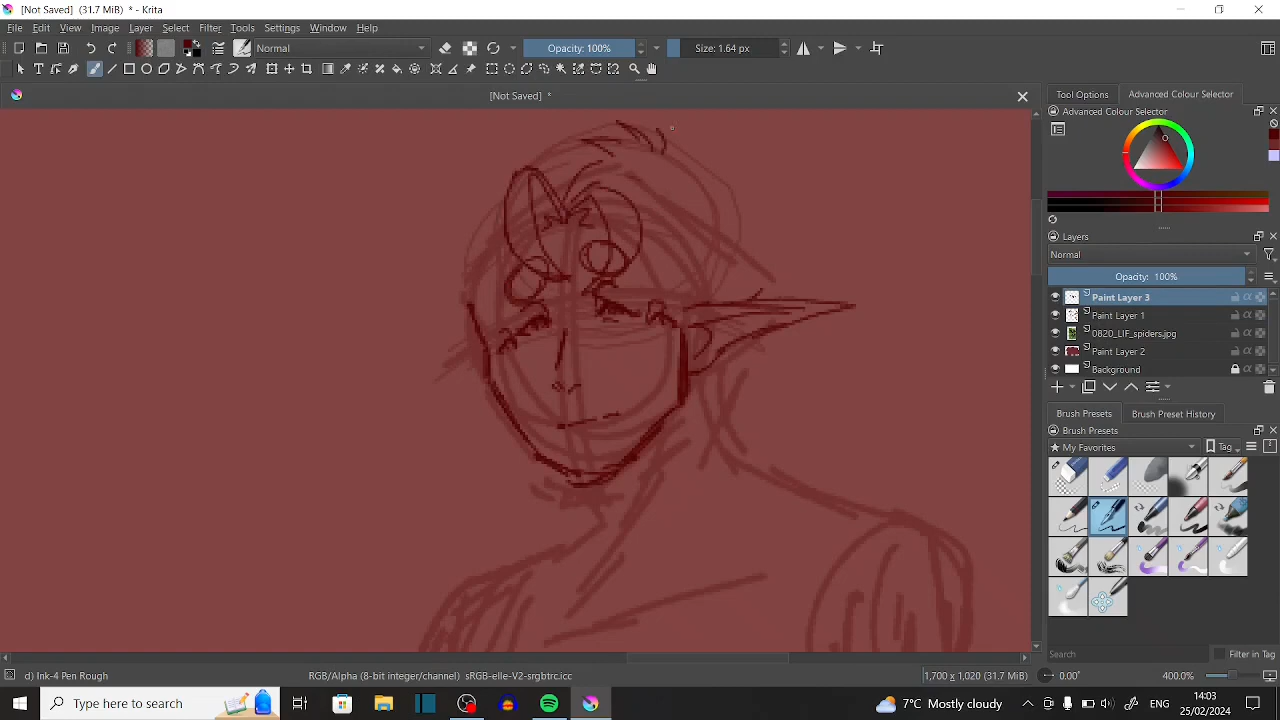 [Not Saved] (31.7 MiB) * - Krita
File Edit View Image Layer Select Filter Tools Settings Window Help
Normal Opacity: 100% Size: 1.64 px
[Not Saved] *
Tool Options Advanced Colour Selector
Advanced Colour Selector
Layers
Normal
Opacity: 100%
Paint Layer 3
Paint Layer 1
0820_LIF_spiders.jpg
Paint Layer 2
Background
Brush Presets Brush Preset History
Brush Presets
My Favorites Tag
Search Filter in Tag
d) Ink-4 Pen Rough RGB/Alpha (8-bit integer/channel) sRGB-elle-V2-srgbtrc.icc 1,700 x 1,020 (31.7 MiB) 0.00° 400.0%
Type here to search 7°C Mostly cloudy ENG 14:03
25/02/2024